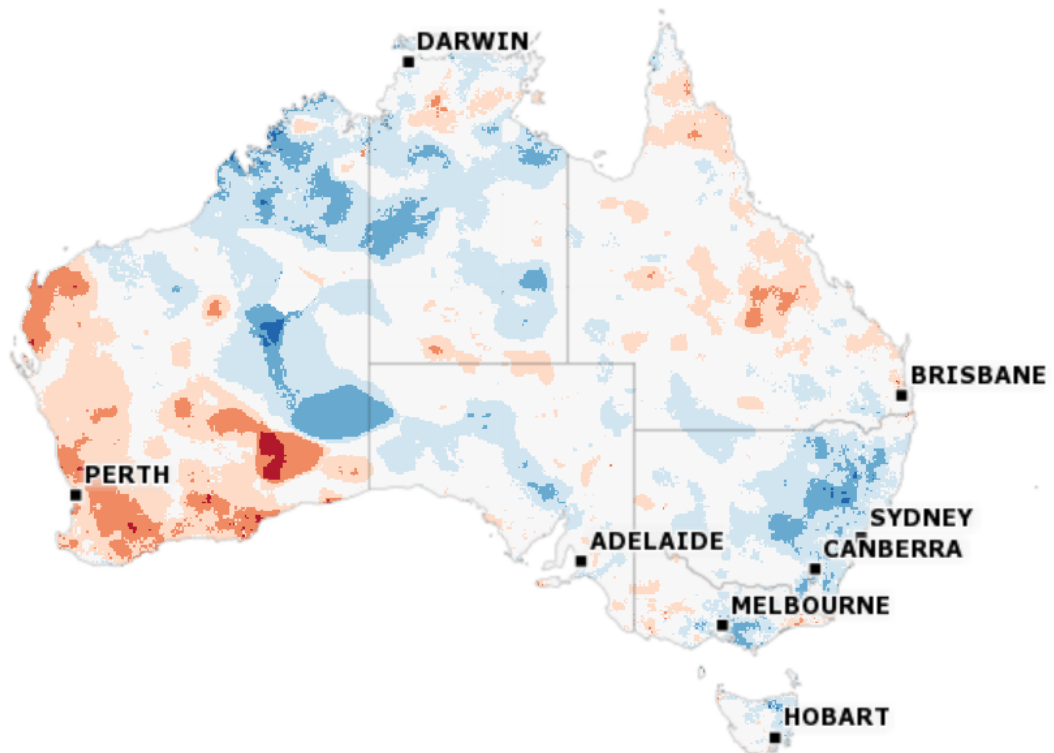 DARWIN
BRISBANE
PERTH
SYDNEY
ADELAIDE
CANBERRA
MELBOURNE
HOBART